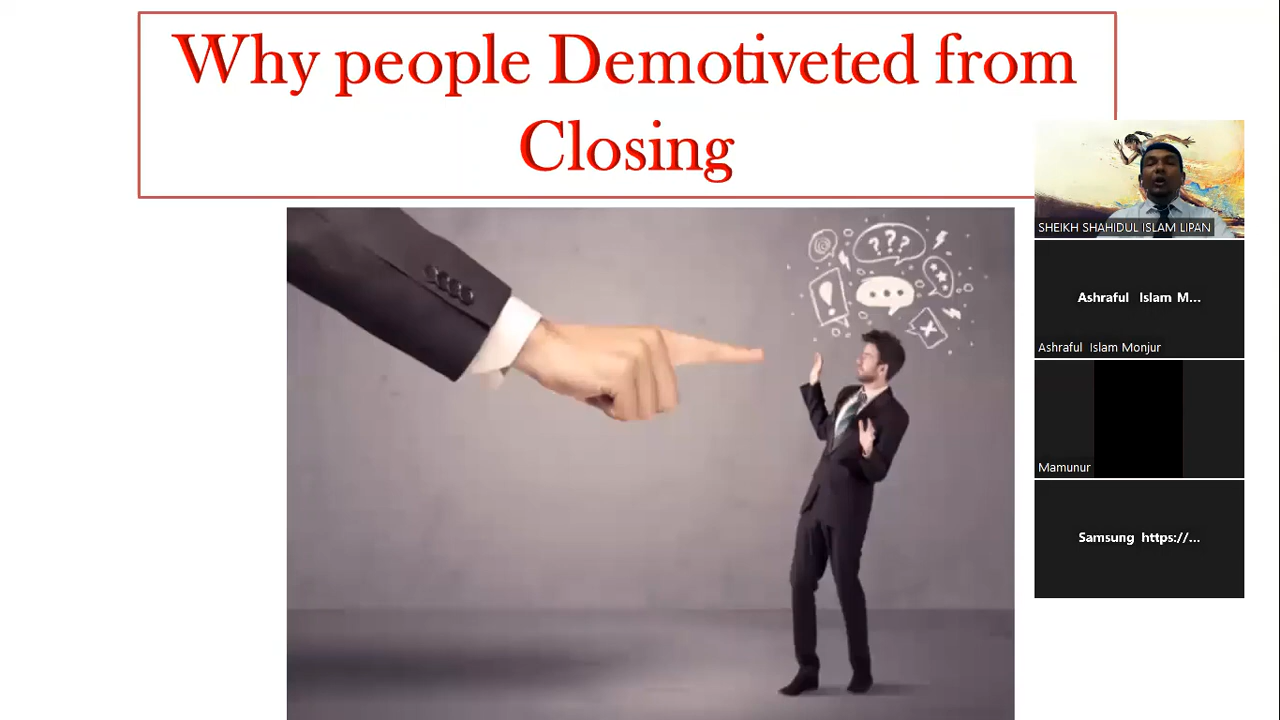 Why people Demotiveted from
Closing
???
SHEIKH SHAHIDUL ISLAM LIPAN
Ashraful Islam M...
Ashraful Islam Monjur
Mamunur
Samsung https://...